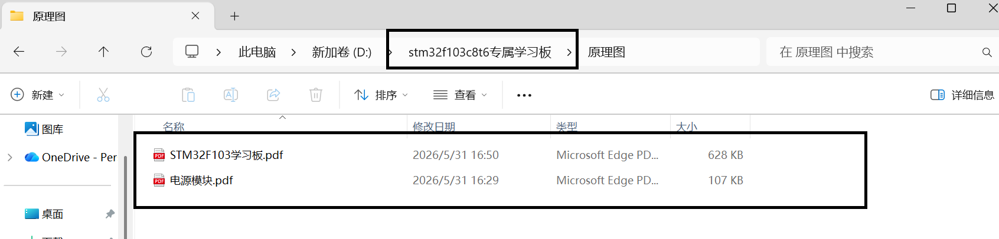 原理图
此电脑 > 新加卷 (D:) > stm32f103c8t6专属学习板 > 原理图
在 原理图 中搜索
新建
排序
查看
详细信息
名称 修改日期 类型 大小
图库
OneDrive - Per
桌面
STM32F103学习板.pdf 2026/5/31 16:50 Microsoft Edge PD... 628 KB
电源模块.pdf 2026/5/31 16:29 Microsoft Edge PD... 107 KB